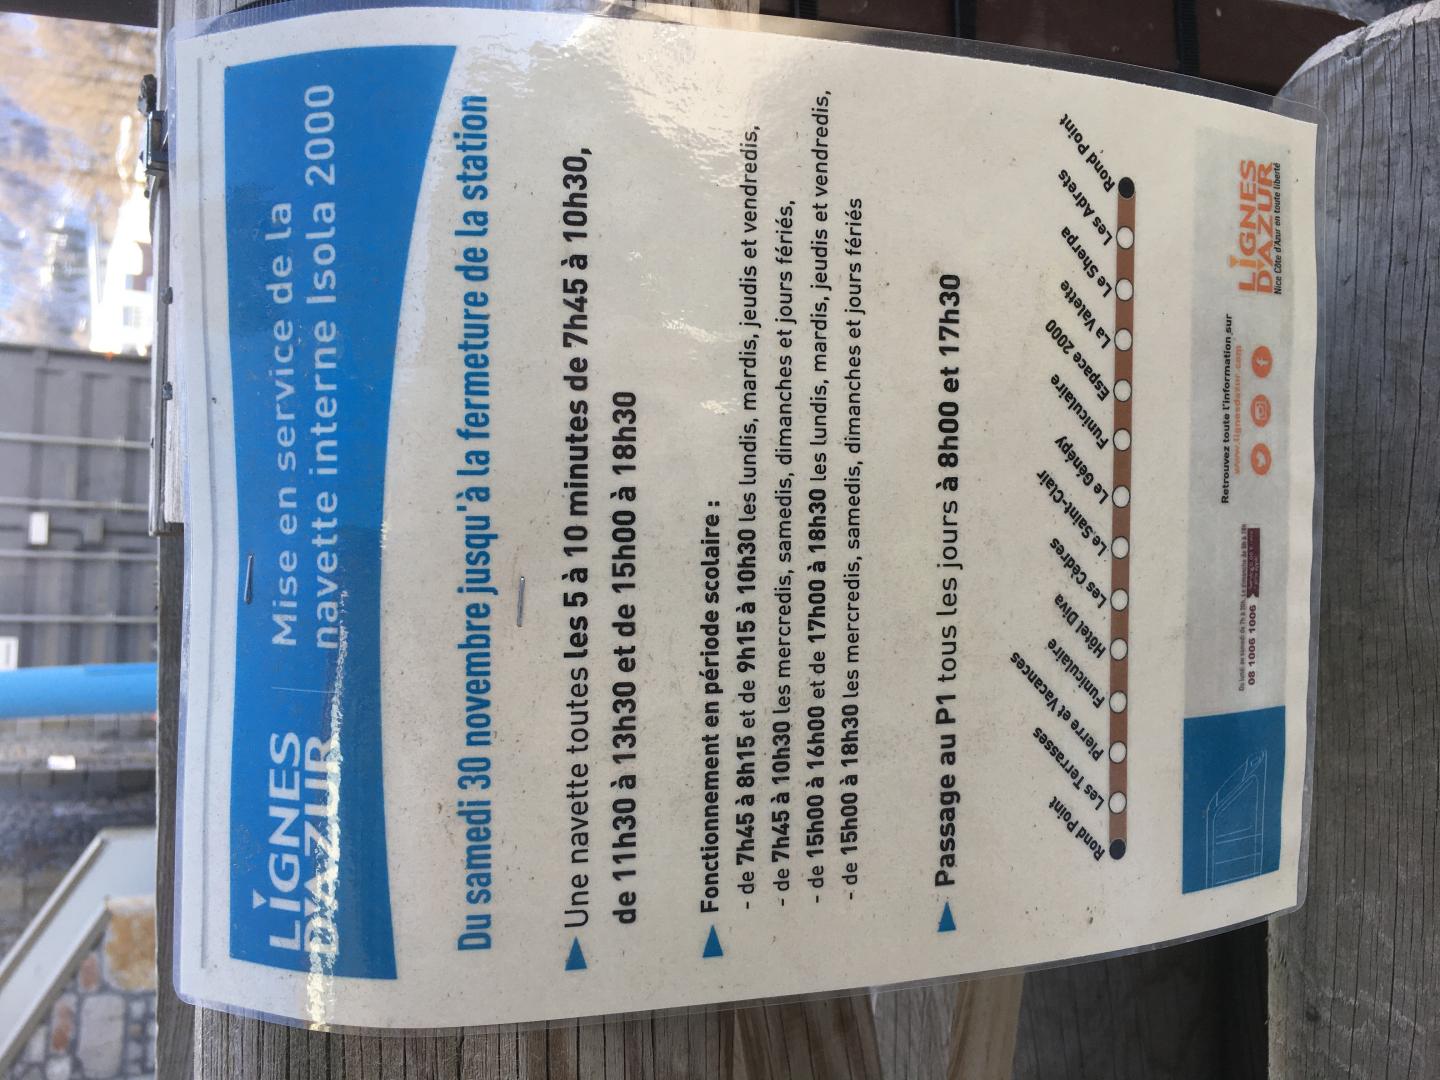 LIGNES
D'AZUR
Mise en service de la
navette interne Isola 2000
Du samedi 30 novembre jusqu'à la fermeture de la station
Une navette toutes les 5 à 10 minutes de 7h45 à 10h30,
de 11h30 à 13h30 et de 15h00 à 18h30
Fonctionnement en période scolaire :
- de 7h45 à 8h15 et de 9h15 à 10h30 les lundis, mardis, jeudis et vendredis,
- de 7h45 à 10h30 les mercredis, samedis, dimanches et jours fériés,
- de 15h00 à 16h00 et de 17h00 à 18h30 les lundis, mardis, jeudis et vendredis,
- de 15h00 à 18h30 les mercredis, samedis, dimanches et jours fériés
Passage au P1 tous les jours à 8h00 et 17h30
Rond Point
Les Terrasses
Pierre et Vacances
Funiculaire
Hôtel Diva
Les Cèdres
Le Saint-Clair
Le Génépy
Funiculaire
Espace 2000
La Valette
Le Sherpa
Les Adrets
Rond Point
08 1006 1006
Retrouvez toute l'information sur
www.lignesdazur.com
LIGNES
D'AZUR
Nice Côte d'Azur en toute liberté